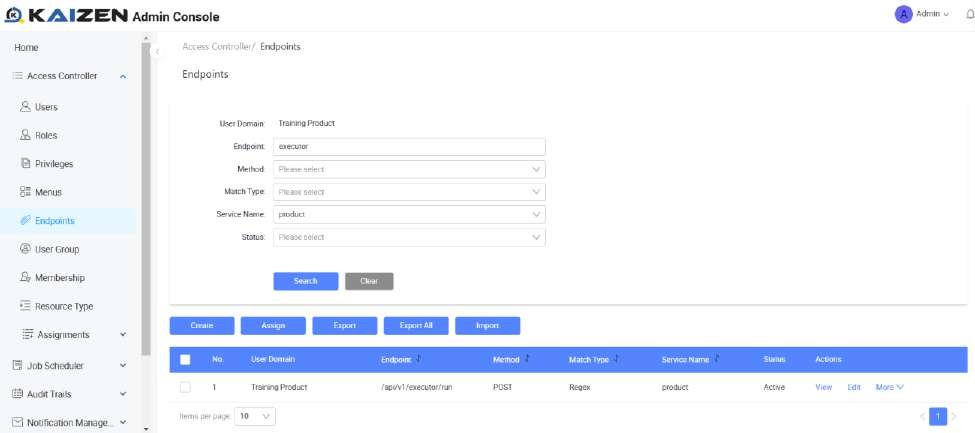 KAIZEN Admin Console
A Admin
Home
Access Controller
Users
Roles
Privileges
Menus
Endpoints
User Group
Membership
Resource Type
Assignments
Job Scheduler
Audit Trails
Notification Manage...
Access Controller/ Endpoints
Endpoints
User Domain: Training Product
Endpoint: executor
Method: Please select
Match Type: Please select
Service Name: product
Status: Please select
Search Clear
Create Assign Export Export All Import
No. User Domain Endpoint Method Match Type Service Name Status Actions
1 Training Product /api/v1/executor/run POST Regex product Active View Edit More
Items per page: 10 < 1 >